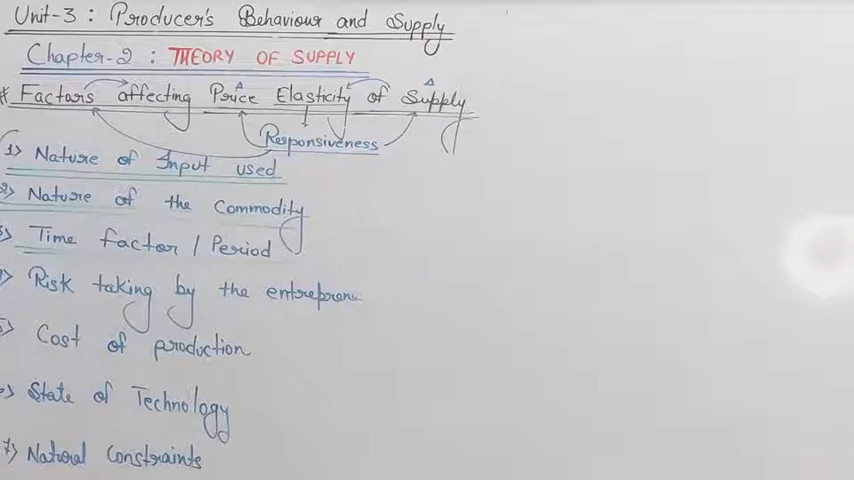 Unit-3 : Producer's Behaviour and Supply
Chapter-2 : THEORY OF SUPPLY
* Factors affecting Price Elasticity of Supply
Responsiveness
1) Nature of Input used
2) Nature of the Commodity
3) Time factor / Period
4) Risk taking by the entreprene
5) Cost of production
6) State of Technology
7) Natural Constraints